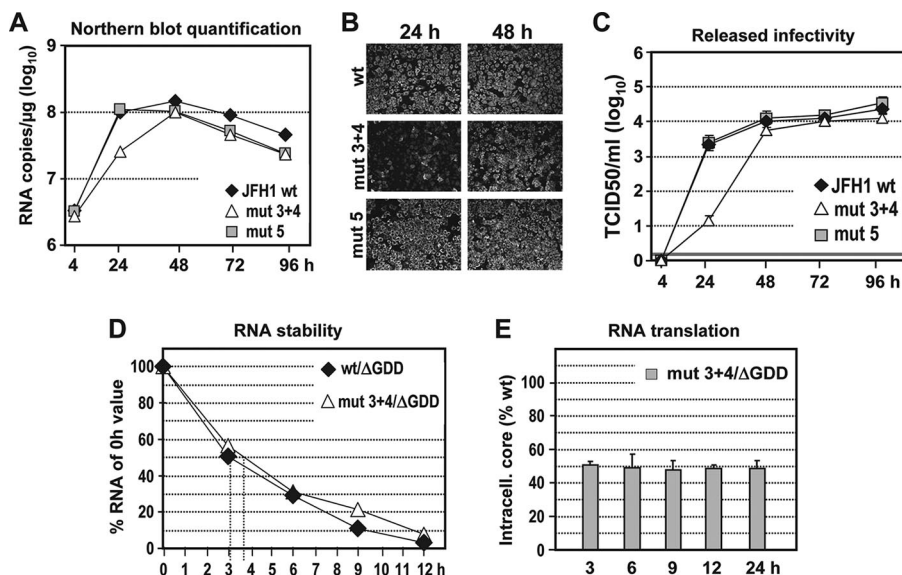 A
Northern blot quantification
RNA copies/µg (log10)
9
8
7
6
JFH1 wt
mut 3+4
mut 5
4 24 48 72 96 h
B
24 h 48 h
wt
mut 3+4
mut 5
C
Released infectivity
TCID50/ml (log10)
6
5
4
3
2
1
0
JFH1 wt
mut 3+4
mut 5
4 24 48 72 96 h
D
RNA stability
% RNA of 0h value
100
80
60
40
20
0
wt/ΔGDD
mut 3+4/ΔGDD
0 1 2 3 4 5 6 7 8 9 10 11 12 h
E
RNA translation
Intracell. core (% wt)
100
80
60
40
20
0
mut 3+4/ΔGDD
3 6 9 12 24 h